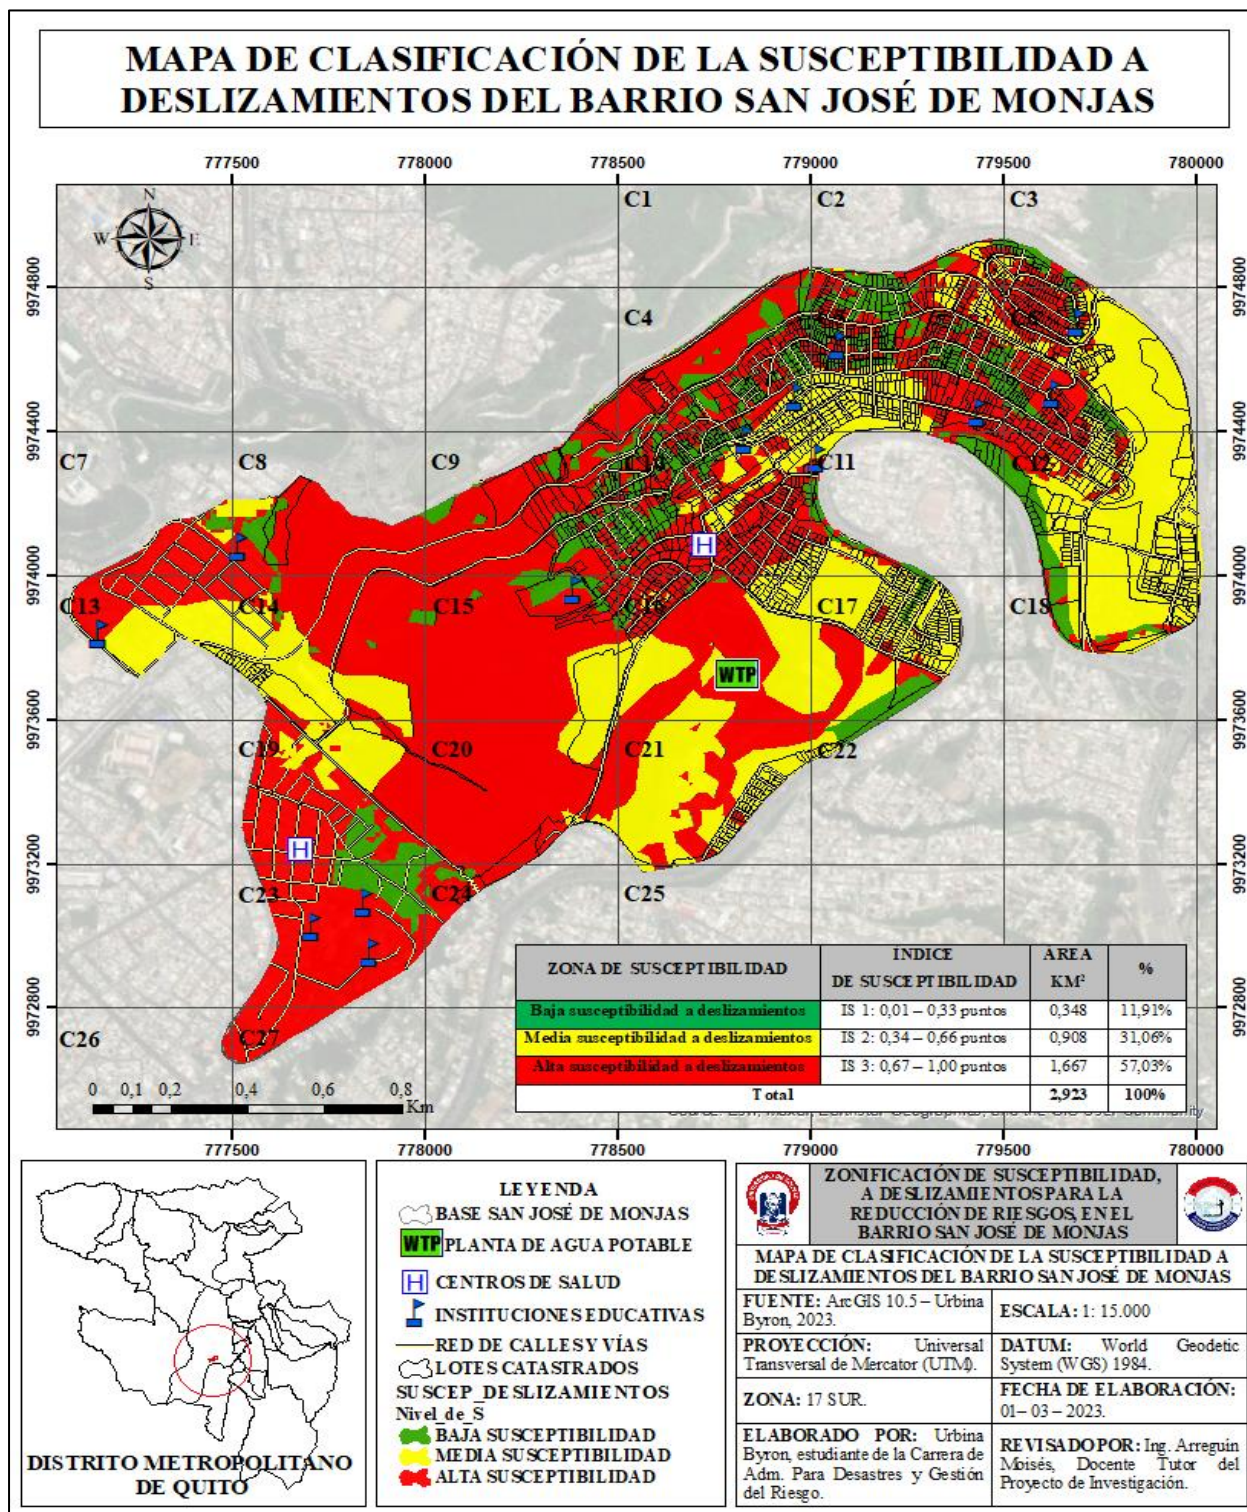 MAPA DE CLASIFICACIÓN DE LA SUSCEPTIBILIDAD A
DESLIZAMIENTOS DEL BARRIO SAN JOSÉ DE MONJAS
777500 778000 778500 779000 779500 780000
N
W E
S
C1 C2 C3
9974800 9974800
C4 C5 C6
9974400 9974400
C7 C8 C9 C10 C11 C12
H
9974000 9974000
C13 C14 C15 C16 C17 C18
WTP
9973600 9973600
C19 C20 C21 C22
H
9973200 9973200
C23 C24 C25
ZONA DE SUSCEPTIBILIDAD INDICE DE SUSCEPTIBILIDAD AREA KM² %
Baja susceptibilidad a deslizamientos IS 1: 0,01 – 0,33 puntos 0,348 11,91%
9972800 9972800
Media susceptibilidad a deslizamientos IS 2: 0,34 – 0,66 puntos 0,908 31,06%
Alta susceptibilidad a deslizamientos IS 3: 0,67 – 1,00 puntos 1,667 57,03%
Total 2,923 100%
C26 C27
0 0,1 0,2 0,4 0,6 0,8
Km
777500 778000 778500 779000 779500 780000
DISTRITO METROPOLITANO
DE QUITO
LEYENDA
BASE SAN JOSÉ DE MONJAS
WTP PLANTA DE AGUA POTABLE
H CENTROS DE SALUD
INSTITUCIONES EDUCATIVAS
RED DE CALLES Y VÍAS
LOTES CATASTRADOS
SUSCEP_DESLIZAMIENTOS
Nivel_de_S
BAJA SUSCEPTIBILIDAD
MEDIA SUSCEPTIBILIDAD
ALTA SUSCEPTIBILIDAD
ZONIFICACIÓN DE SUSCEPTIBILIDAD,
A DESLIZAMIENTOS PARA LA
REDUCCIÓN DE RIESGOS, EN EL
BARRIO SAN JOSÉ DE MONJAS
MAPA DE CLASIFICACIÓN DE LA SUSCEPTIBILIDAD A
DESLIZAMIENTOS DEL BARRIO SAN JOSÉ DE MONJAS
FUENTE: ArcGIS 10.5 – Urbina
Byron, 2023.
ESCALA: 1: 15.000
PROYECCIÓN: Universal
Transversal de Mercator (UTM).
DATUM: World Geodetic
System (WGS) 1984.
ZONA: 17 SUR.
FECHA DE ELABORACIÓN:
01– 03 – 2023.
ELABORADO POR: Urbina
Byron, estudiante de la Carrera de
Adm. Para Desastres y Gestión
del Riesgo.
REVISADO POR: Ing. Arreguin
Moisés, Docente Tutor del
Proyecto de Investigación.